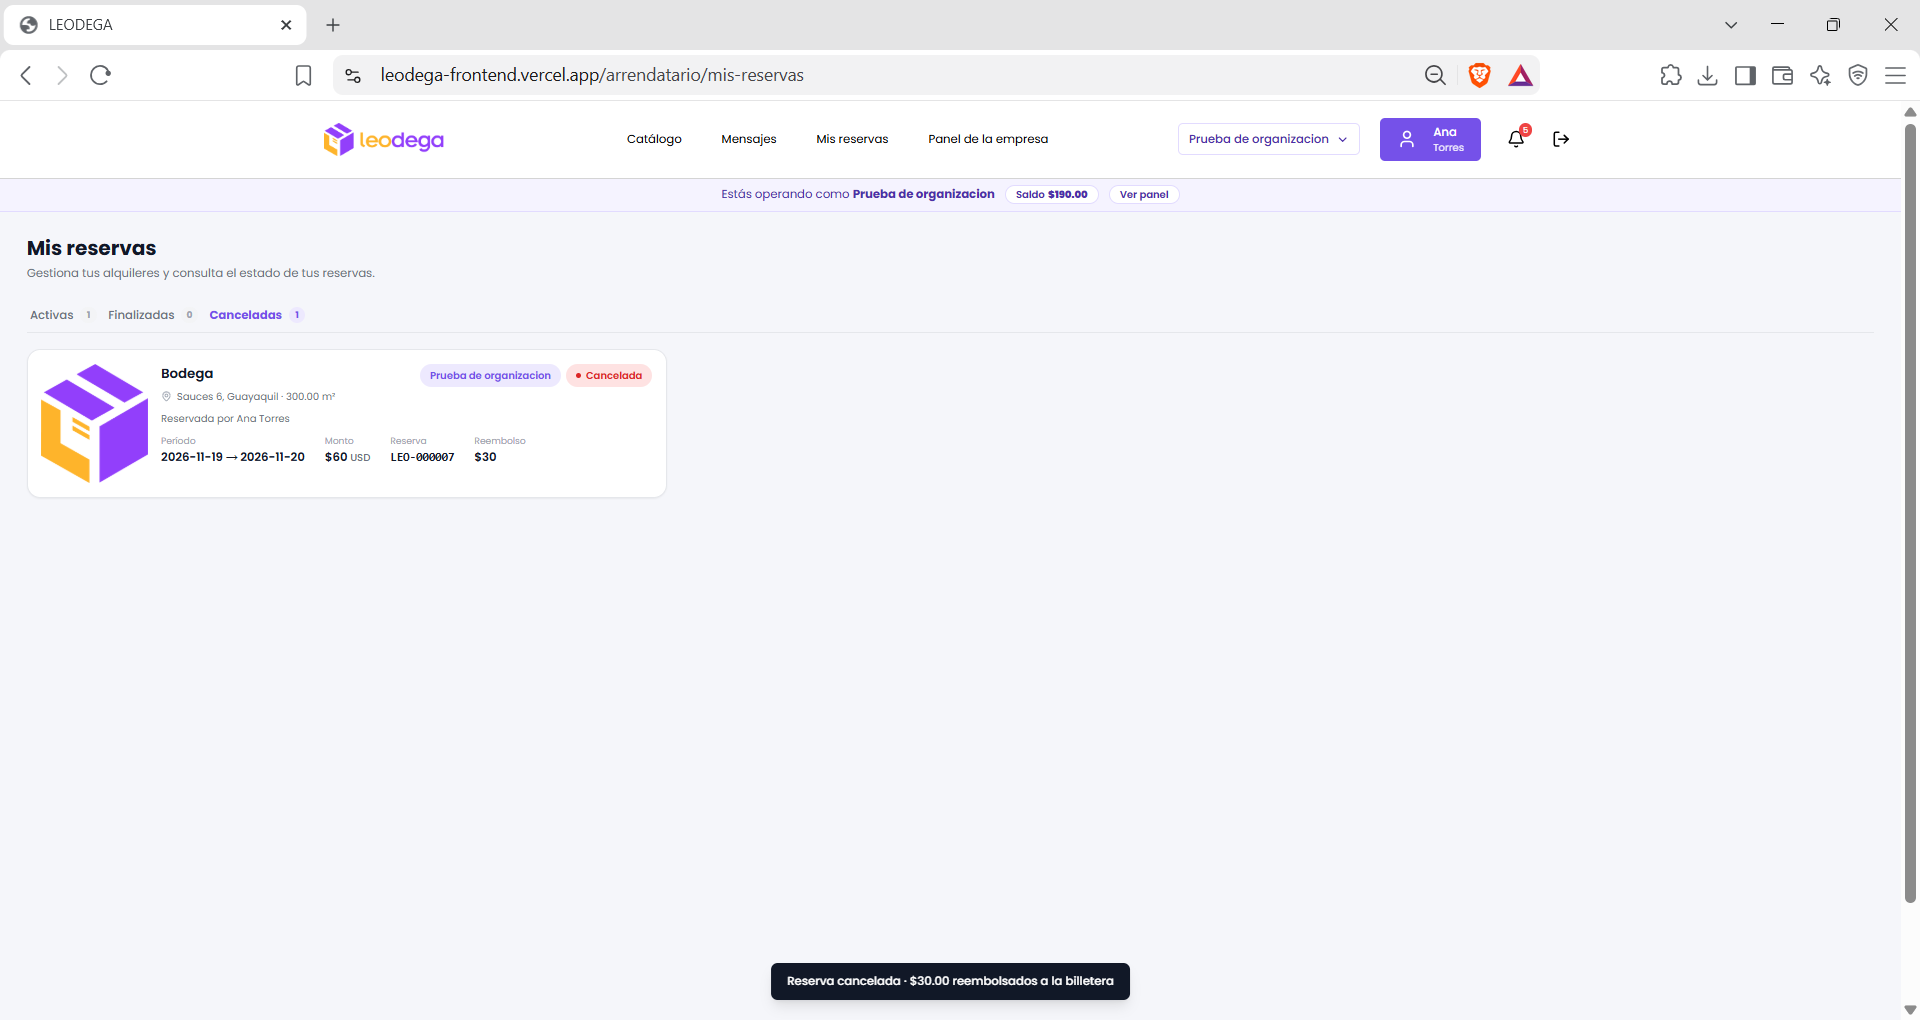 LEODEGA
leodega-frontend.vercel.app/arrendatario/mis-reservas
leodega
Catálogo
Mensajes
Mis reservas
Panel de la empresa
Prueba de organizacion
Ana
Torres
5
Estás operando como Prueba de organizacion
Saldo $190.00
Ver panel
Mis reservas
Gestiona tus alquileres y consulta el estado de tus reservas.
Activas 1
Finalizadas 0
Canceladas 1
Bodega
Prueba de organizacion
Cancelada
Sauces 6, Guayaquil · 300.00 m²
Reservada por Ana Torres
Período
2026-11-19 → 2026-11-20
Monto
$60 USD
Reserva
LEO-000007
Reembolso
$30
Reserva cancelada · $30.00 reembolsados a la billetera